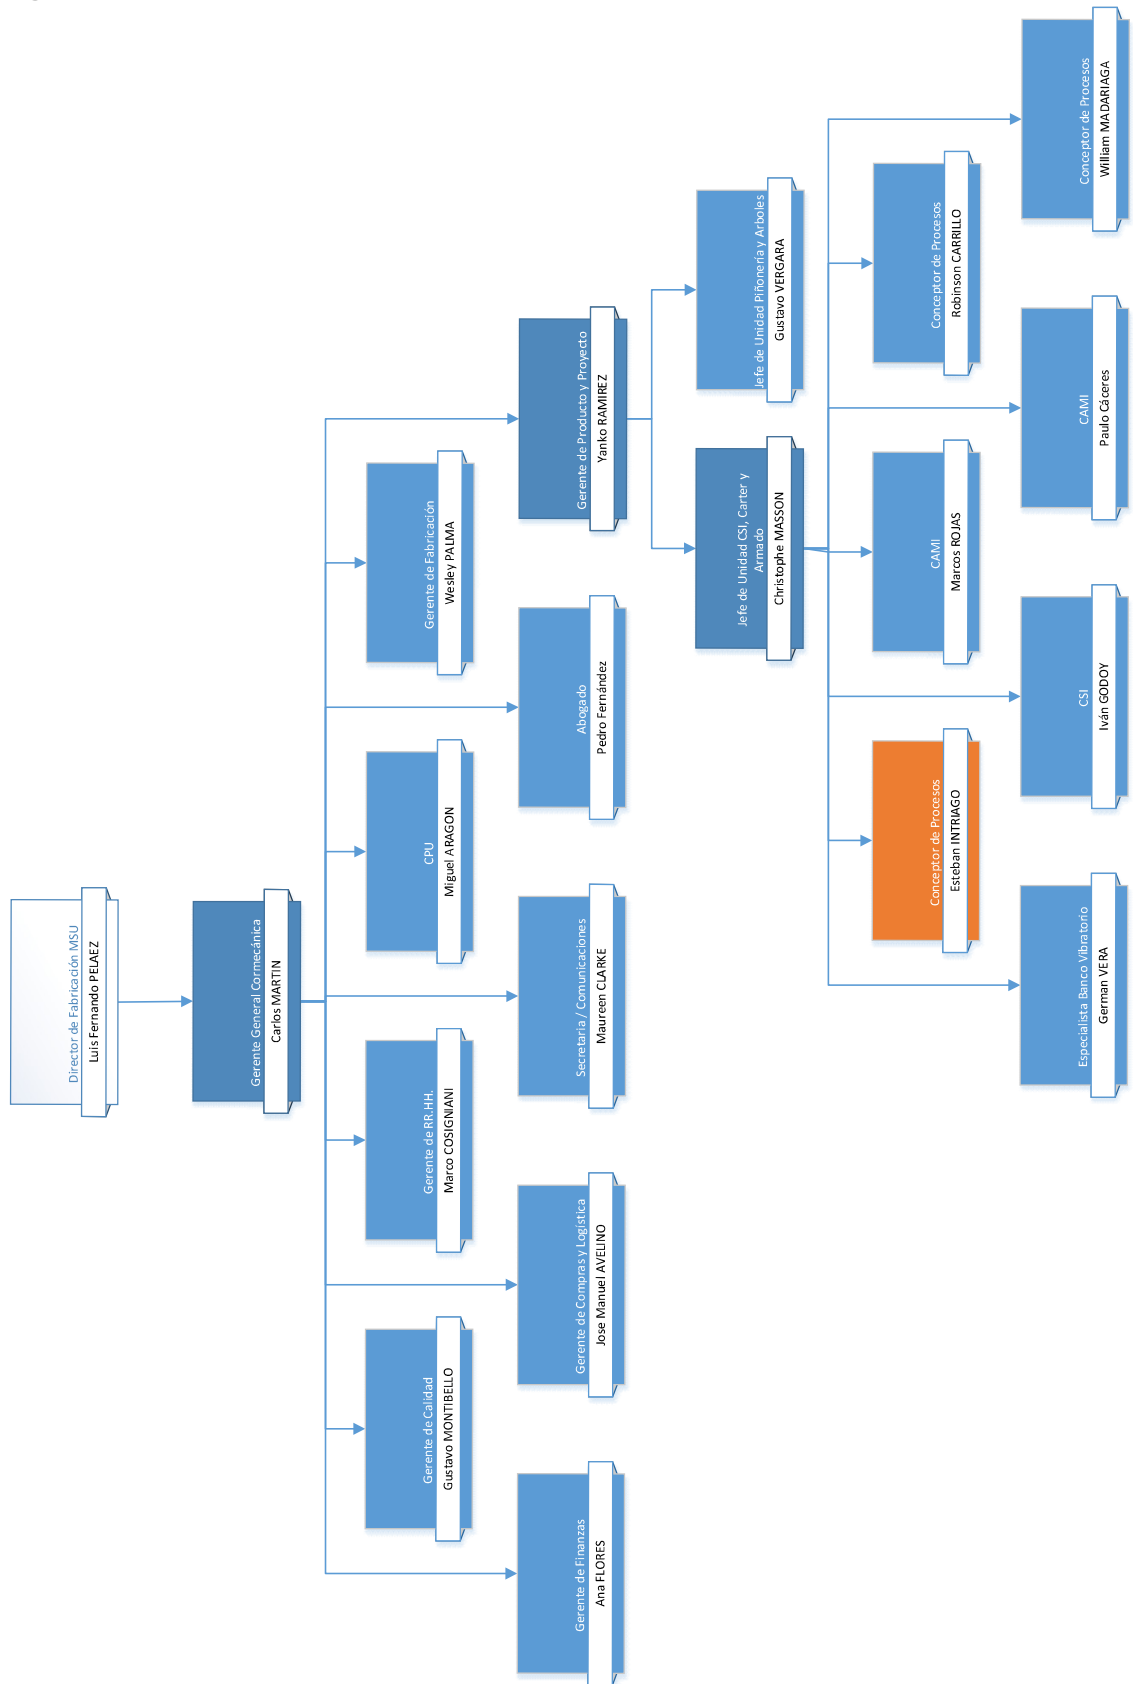 Director de Fabricación MSU
Luis Fernando PELAEZ
Gerente General Cormecánica
Carlos MARTIN
Gerente de Calidad
Gustavo MONTIBELLO
Gerente de RR.HH.
Marco COSIGNIANI
CPU
Miguel ARAGON
Gerente de Fabricación
Wesley PALMA
Gerente de Finanzas
Ana FLORES
Gerente de Compras y Logística
Jose Manuel AVELINO
Secretaria / Comunicaciones
Maureen CLARKE
Abogado
Pedro Fernández
Gerente de Producto y Proyecto
Yanko RAMIREZ
Jefe de Unidad CSI, Carter y
Armado
Christophe MASSON
Jefe de Unidad Piñonería y Arboles
Gustavo VERGARA
Conceptor de Procesos
Esteban INTRIAGO
CAMI
Marcos ROJAS
Conceptor de Procesos
Robinson CARRILLO
Especialista Banco Vibratorio
German VERA
CSI
Iván GODOY
CAMI
Paulo Cáceres
Conceptor de Procesos
William MADARIAGA